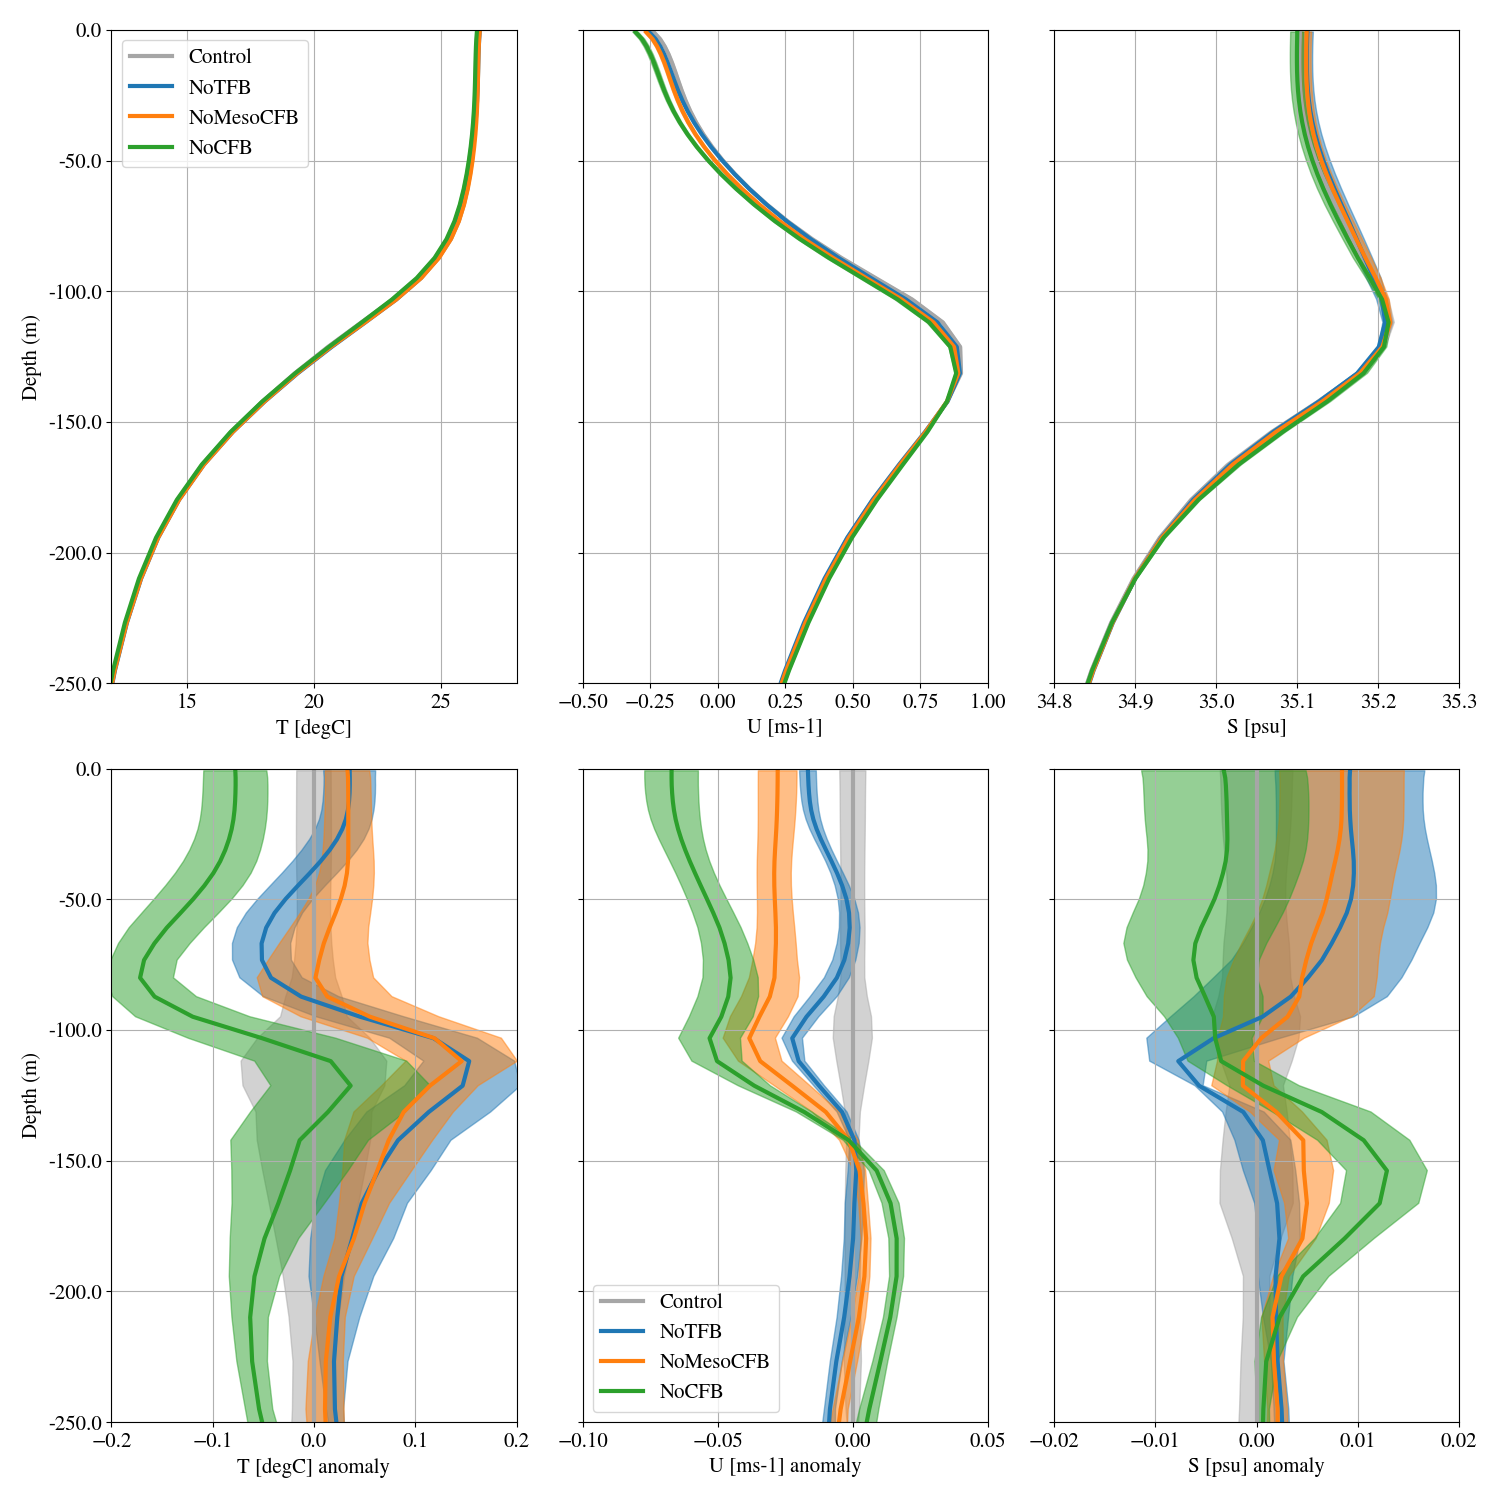 0.0
-50.0
-100.0
-150.0
-200.0
-250.0
Depth (m)
Control
NoTFB
NoMesoCFB
NoCFB
15 20 25
T [degC]
−0.50 −0.25 0.00 0.25 0.50 0.75 1.00
U [ms-1]
34.8 34.9 35.0 35.1 35.2 35.3
S [psu]
0.0
-50.0
-100.0
-150.0
-200.0
-250.0
Depth (m)
−0.2 −0.1 0.0 0.1 0.2
T [degC] anomaly
Control
NoTFB
NoMesoCFB
NoCFB
−0.10 −0.05 0.00 0.05
U [ms-1] anomaly
−0.02 −0.01 0.00 0.01 0.02
S [psu] anomaly